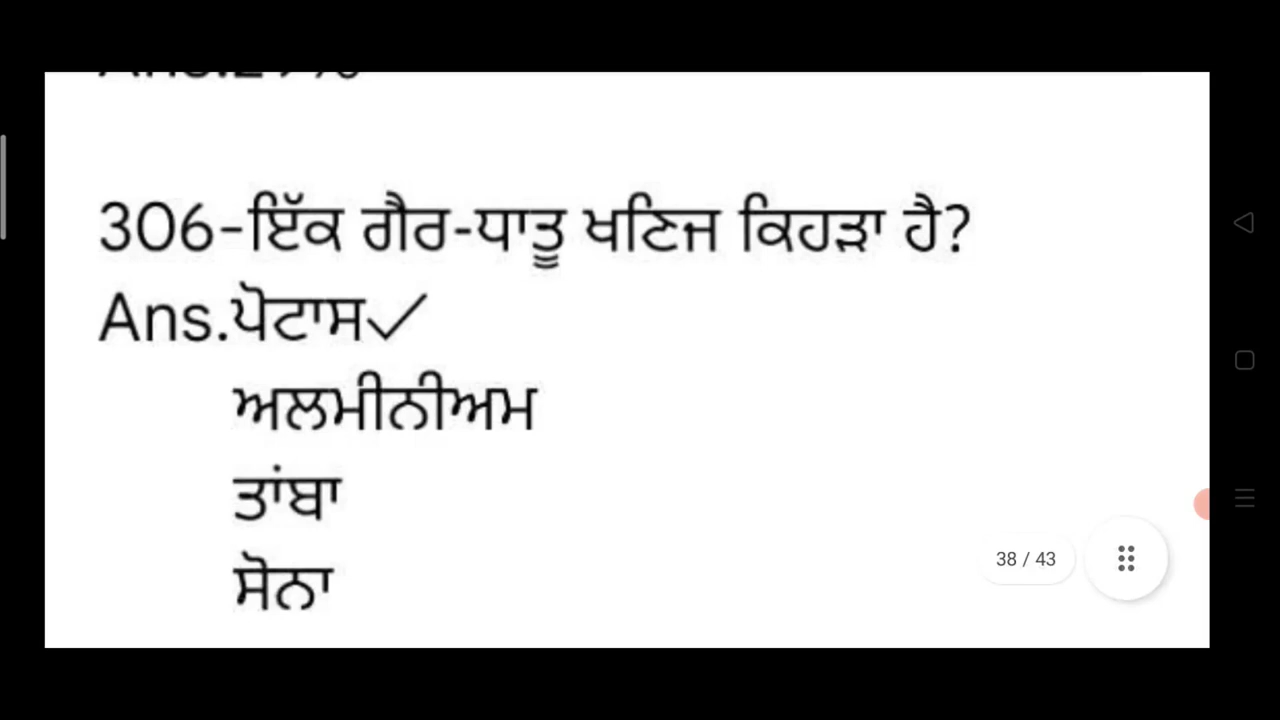 306-ਇੱਕ ਗੈਰ-ਧਾਤੂ ਖਣਿਜ ਕਿਹੜਾ ਹੈ?
Ans.ਪੋਟਾਸ✓
ਅਲਮੀਨੀਅਮ
ਤਾਂਬਾ
ਸੋਨਾ
38 / 43